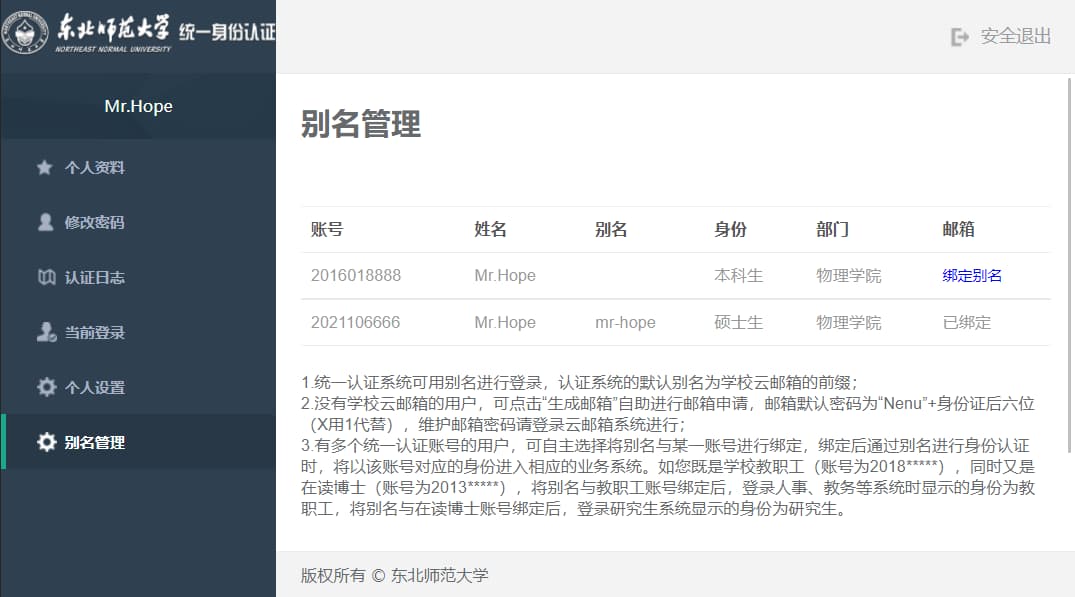 东北师范大学 统一身份认证
NORTHEAST NORMAL UNIVERSITY
安全退出
Mr.Hope
个人资料
修改密码
认证日志
当前登录
个人设置
别名管理
别名管理
账号 姓名 别名 身份 部门 邮箱
2016018888 Mr.Hope 本科生 物理学院 绑定别名
2021106666 Mr.Hope mr-hope 硕士生 物理学院 已绑定
1.统一认证系统可用别名进行登录，认证系统的默认别名为学校云邮箱的前缀；
2.没有学校云邮箱的用户，可点击“生成邮箱”自助进行邮箱申请，邮箱默认密码为“Nenu”+身份证后六位
（X用1代替），维护邮箱密码请登录云邮箱系统进行；
3.有多个统一认证账号的用户，可自主选择将别名与某一账号进行绑定，绑定后通过别名进行身份认证
时，将以该账号对应的身份进入相应的业务系统。如您既是学校教职工（账号为2018*****），同时又是
在读博士（账号为2013*****），将别名与教职工账号绑定后，登录人事、教务等系统时显示的身份为教
职工，将别名与在读博士账号绑定后，登录研究生系统显示的身份为研究生。
版权所有 © 东北师范大学